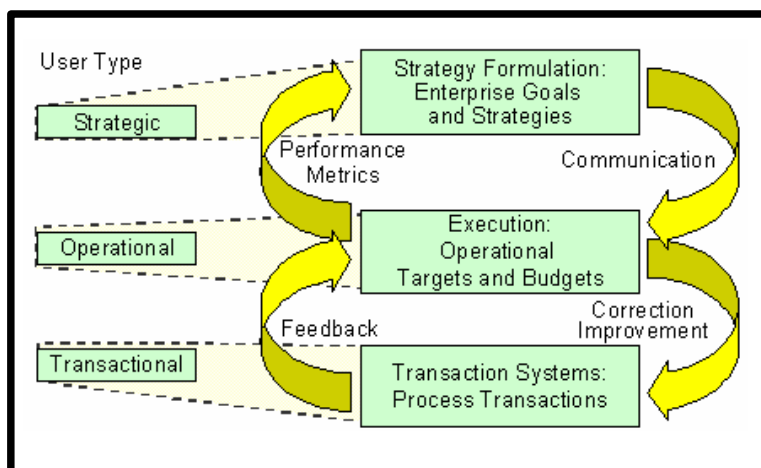 User Type
Strategy Formulation:
Enterprise Goals
and Strategies
Strategic
Performance
Metrics
Communication
Execution:
Operational
Targets and Budgets
Operational
Feedback
Correction
Improvement
Transactional
Transaction Systems:
Process Transactions